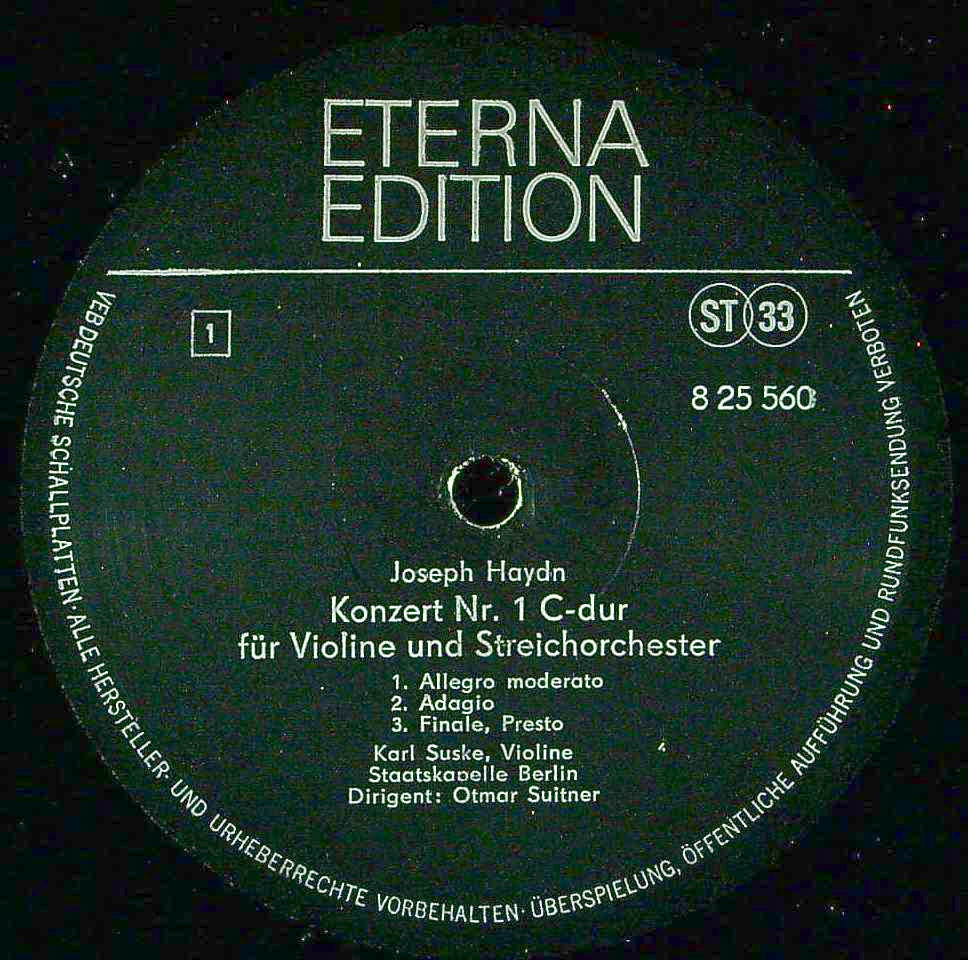 ETERNA
EDITION
1
ST 33
8 25 560
Joseph Haydn
Konzert Nr. 1 C-dur
für Violine und Streichorchester
1. Allegro moderato
2. Adagio
3. Finale, Presto
Karl Suske, Violine
Staatskapelle Berlin
Dirigent: Otmar Suitner
VEB DEUTSCHE SCHALLPLATTEN · ALLE HERSTELLER- UND URHEBERRECHTE VORBEHALTEN · ÜBERSPIELUNG, ÖFFENTLICHE AUFFÜHRUNG UND RUNDFUNKSENDUNG VERBOTEN